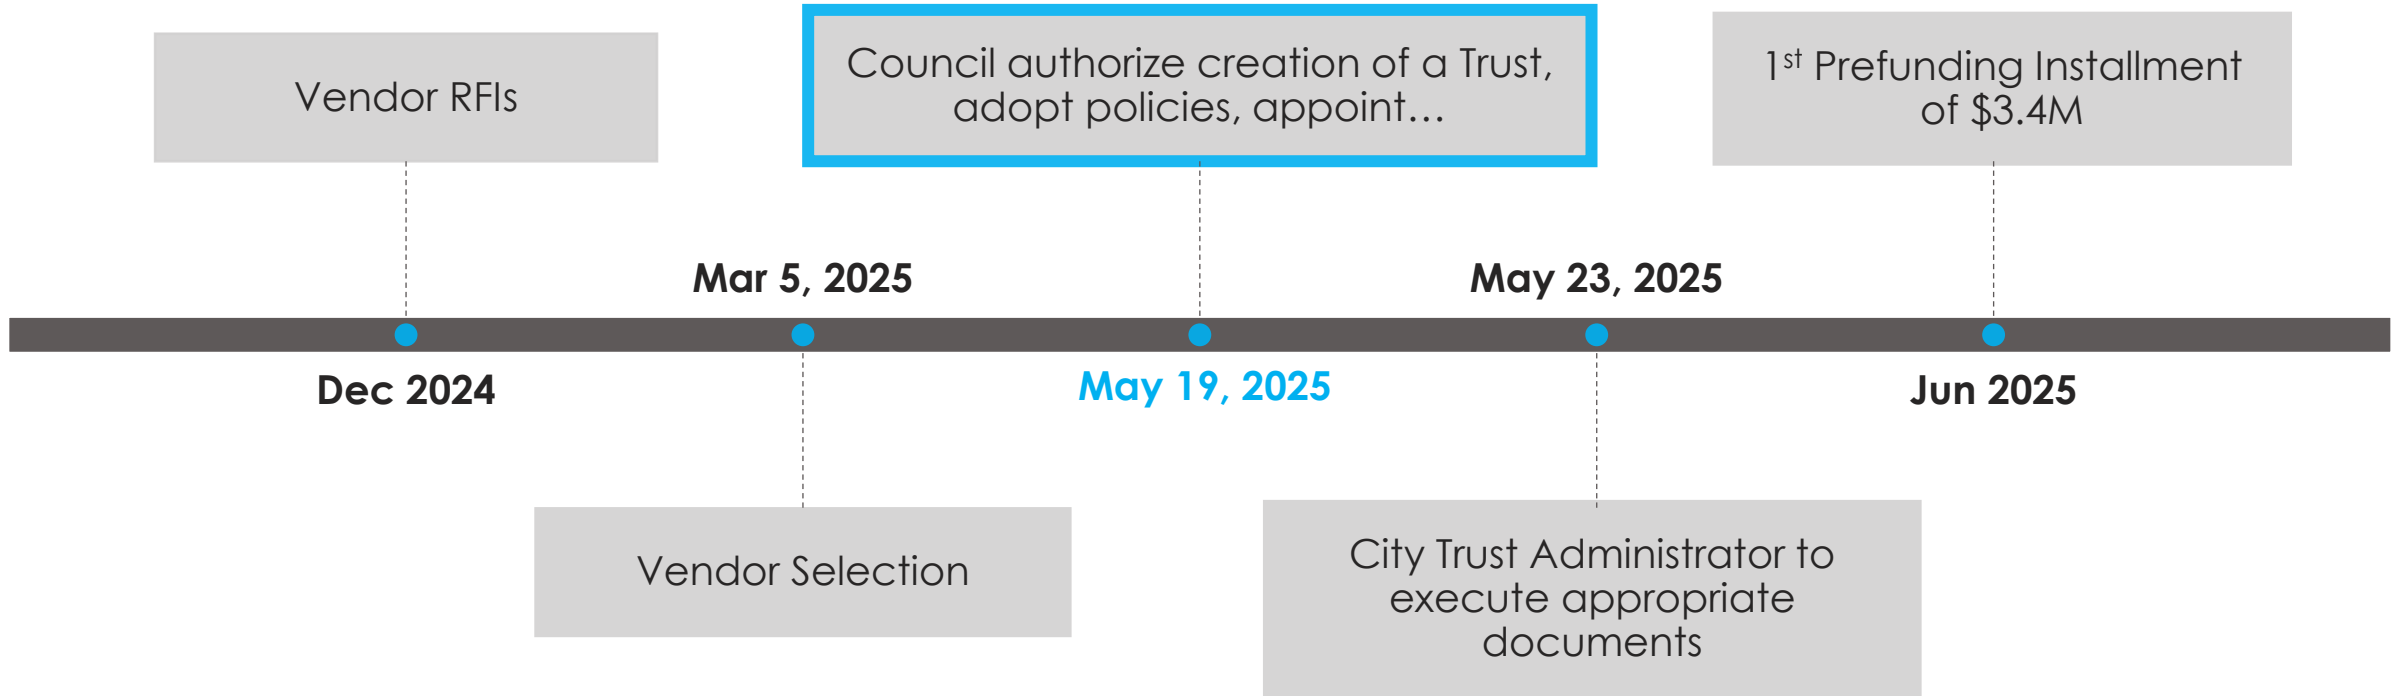 Vendor RFIs
Council authorize creation of a Trust,
adopt policies, appoint…
1st Prefunding Installment
of $3.4M
Mar 5, 2025
May 23, 2025
Dec 2024
May 19, 2025
Jun 2025
Vendor Selection
City Trust Administrator to
execute appropriate
documents